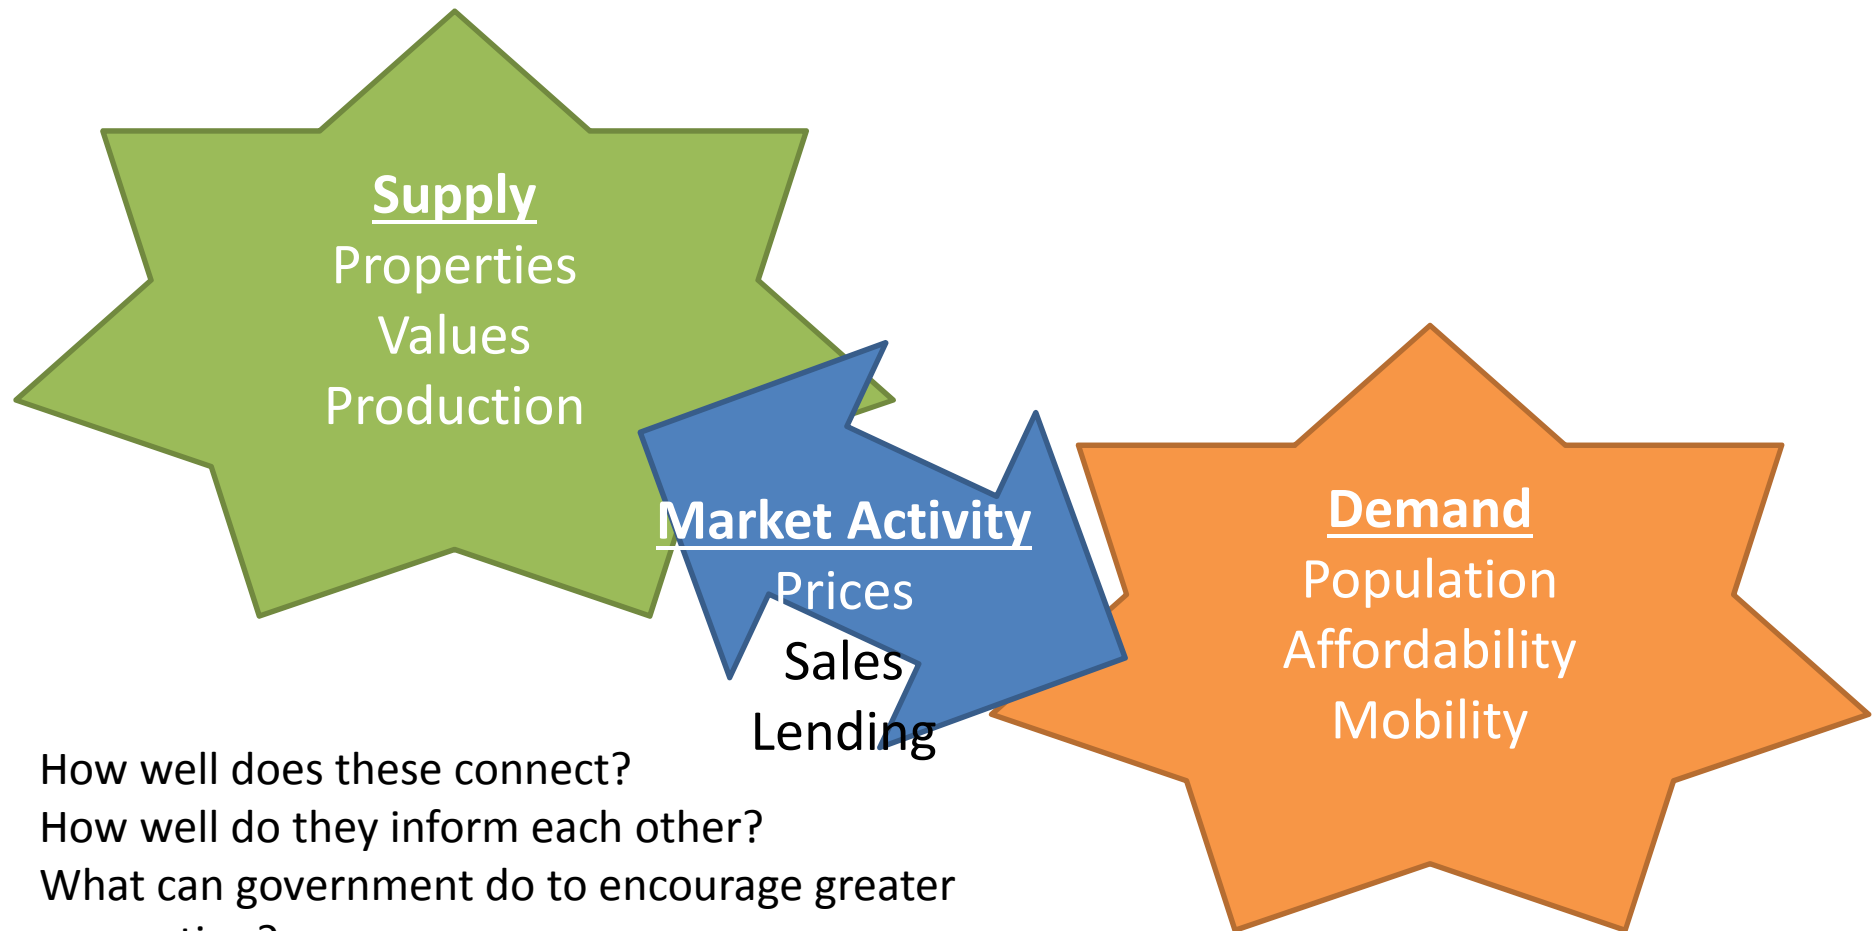 Supply
Properties
Values
Production
Market Activity
Prices
Sales
Lending
Demand
Population
Affordability
Mobility
How well does these connect?
How well do they inform each other?
What can government do to encourage greater